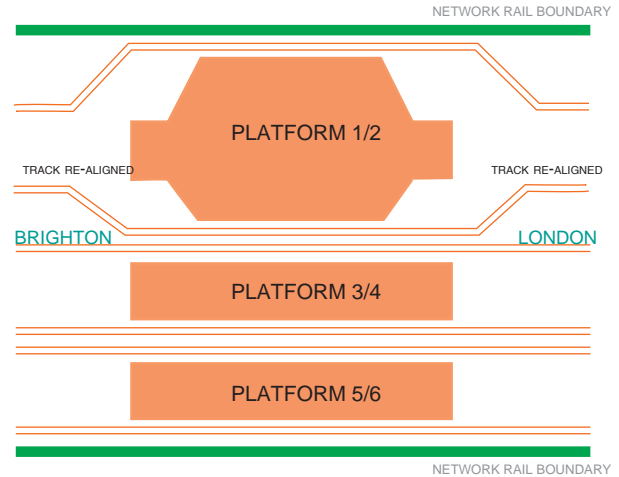 NETWORK RAIL BOUNDARY
PLATFORM 1/2
TRACK RE-ALIGNED
TRACK RE-ALIGNED
BRIGHTON
LONDON
PLATFORM 3/4
PLATFORM 5/6
NETWORK RAIL BOUNDARY